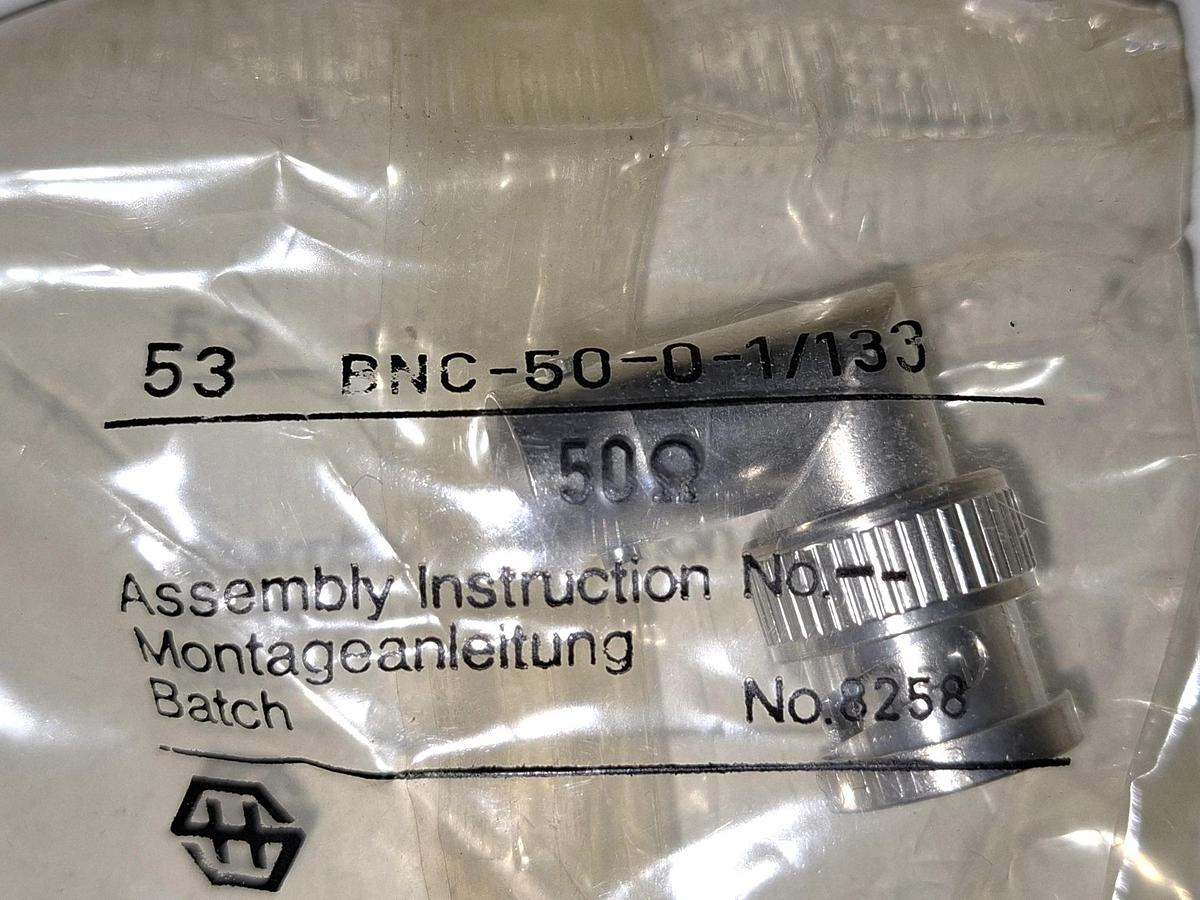 53 BNC-50-0-1/133
50Ω
Assembly Instruction No.--
Montageanleitung
Batch No.8258